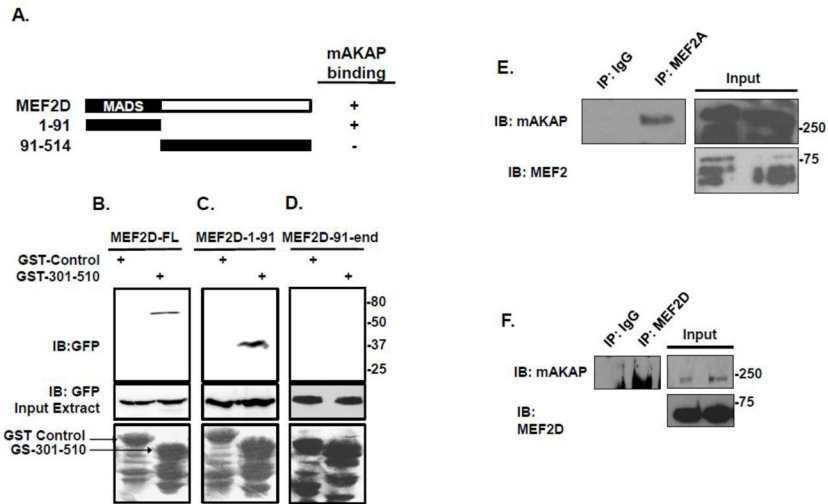 A.
mAKAP
binding
MEF2D MADS +
1-91 +
91-514 -
B. C. D.
MEF2D-FL MEF2D-1-91 MEF2D-91-end
GST-Control + + +
GST-301-510 + + +
-80
-50
IB:GFP -37
-25
IB: GFP
Input Extract
GST Control
GS-301-510
E.
IP: IgG IP: MEF2A Input
IB: mAKAP -250
-75
IB: MEF2
F.
IP: IgG IP: MEF2D Input
IB: mAKAP -250
-75
IB:
MEF2D